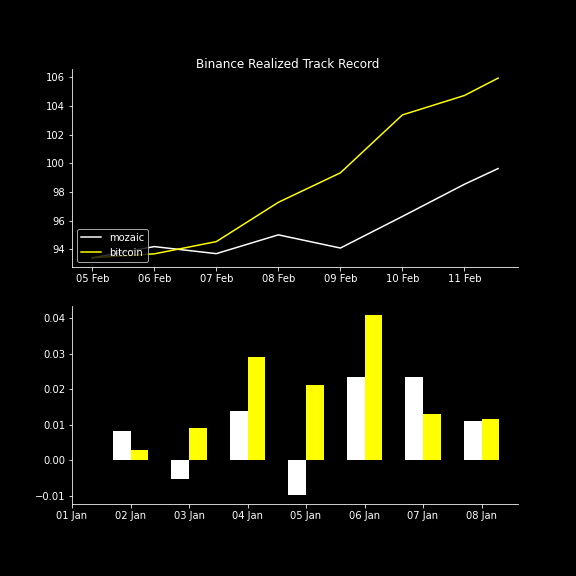 Binance Realized Track Record
106
104
102
100
98
96
94
mozaic
bitcoin
05 Feb 06 Feb 07 Feb 08 Feb 09 Feb 10 Feb 11 Feb
0.04
0.03
0.02
0.01
0.00
−0.01
01 Jan 02 Jan 03 Jan 04 Jan 05 Jan 06 Jan 07 Jan 08 Jan